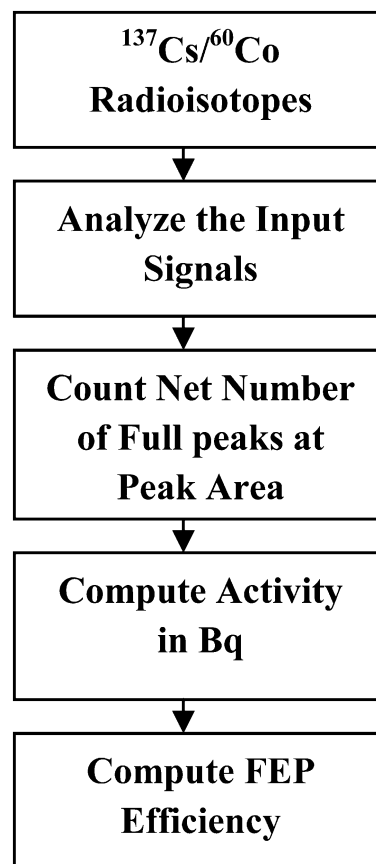 ¹³⁷Cs/⁶⁰Co
Radioisotopes
Analyze the Input
Signals
Count Net Number
of Full peaks at
Peak Area
Compute Activity
in Bq
Compute FEP
Efficiency